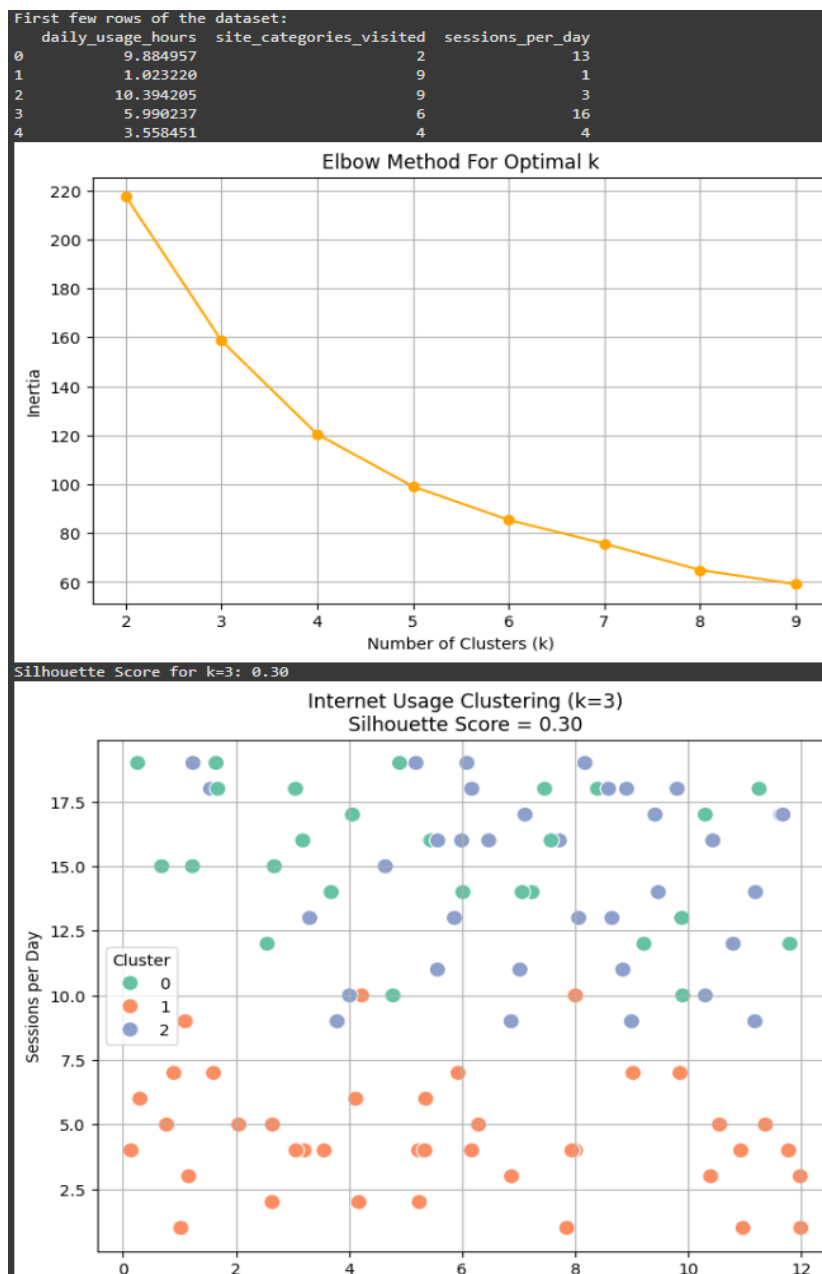 First few rows of the dataset:
daily_usage_hours site_categories_visited sessions_per_day
0 9.884957 2 13
1 1.023220 9 1
2 10.394205 9 3
3 5.990237 6 16
4 3.558451 4 4
Elbow Method For Optimal k
220
200
180
160
140
120
100
80
60
Inertia
2 3 4 5 6 7 8 9
Number of Clusters (k)
Silhouette Score for k=3: 0.30
Internet Usage Clustering (k=3)
Silhouette Score = 0.30
17.5
15.0
12.5
10.0
7.5
5.0
2.5
Sessions per Day
Cluster
0
1
2
0 2 4 6 8 10 12